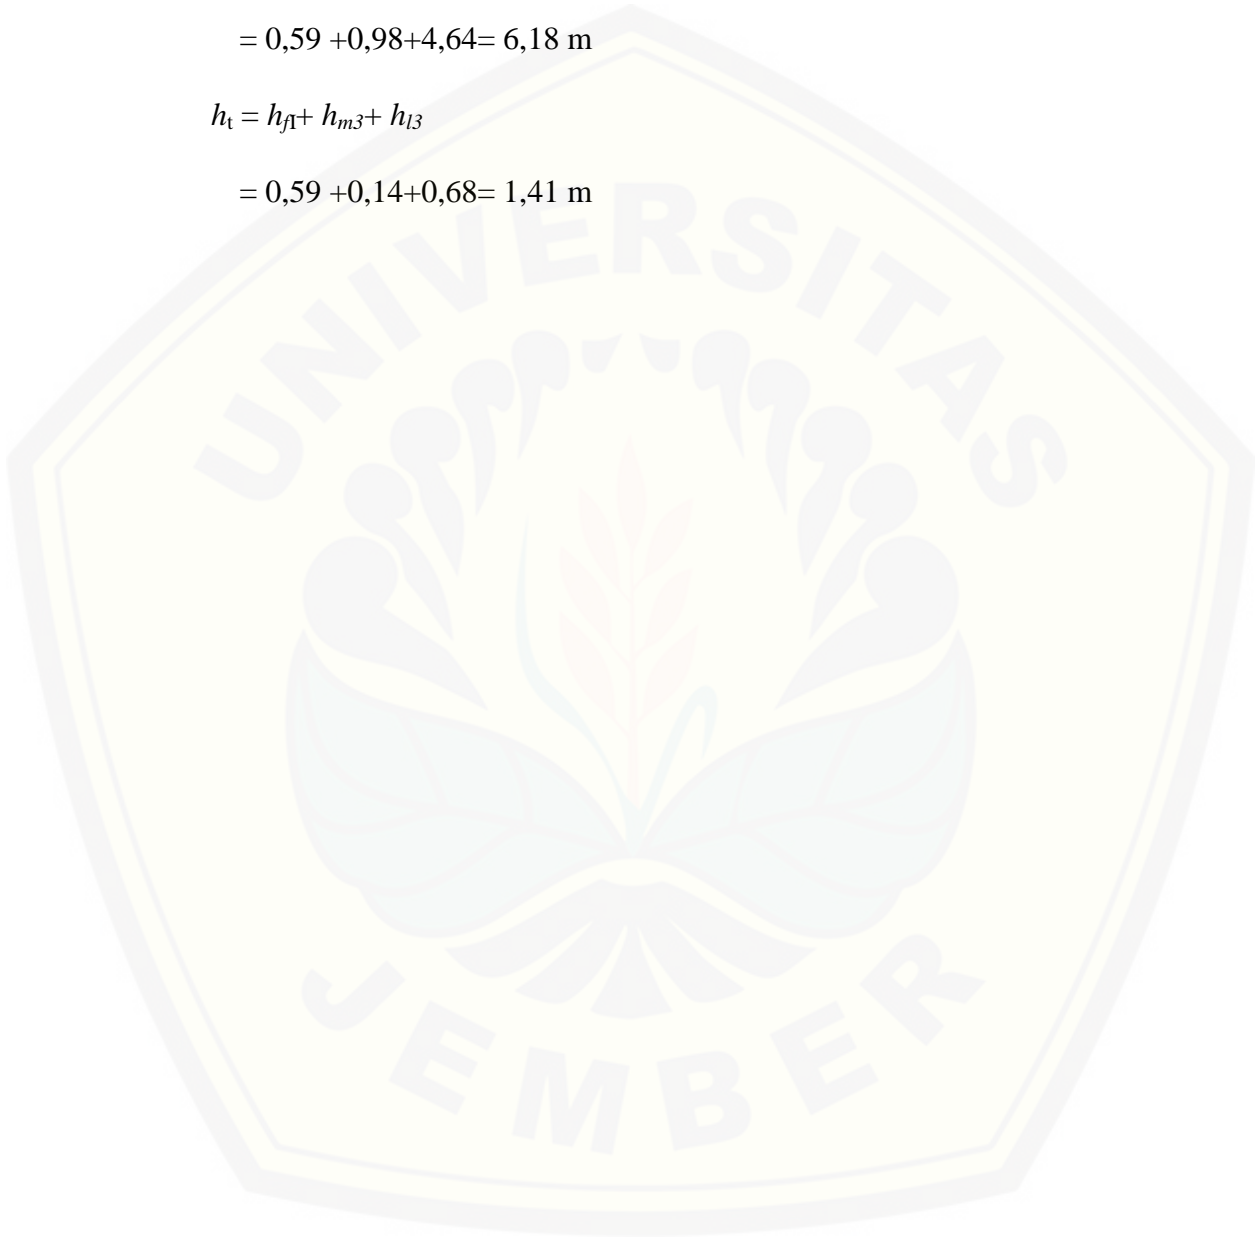 = 0,59 +0,98+4,64= 6,18 m
ht = hfI+ hm3+ hl3
= 0,59 +0,14+0,68= 1,41 m
UNIVERSITAS
JEMBER